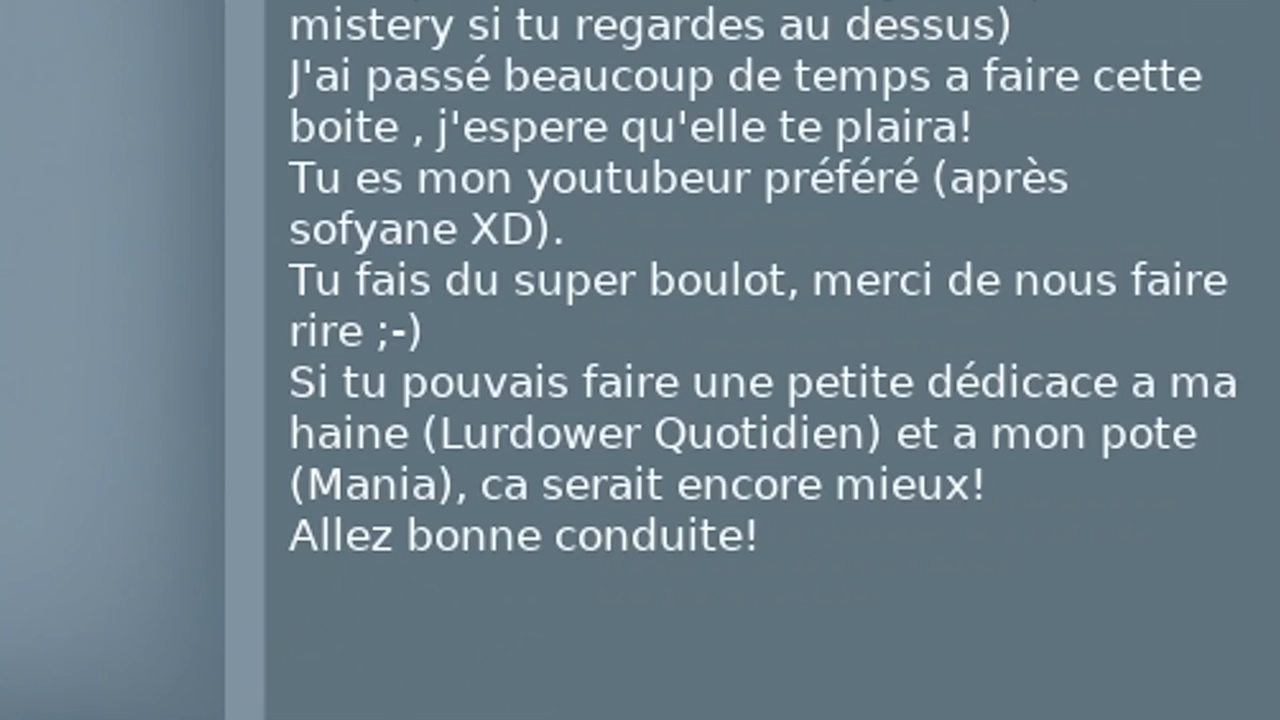 mistery si tu regardes au dessus)
J'ai passé beaucoup de temps a faire cette
boite , j'espere qu'elle te plaira!
Tu es mon youtubeur préféré (après
sofyane XD).
Tu fais du super boulot, merci de nous faire
rire ;-)
Si tu pouvais faire une petite dédicace a ma
haine (Lurdower Quotidien) et a mon pote
(Mania), ca serait encore mieux!
Allez bonne conduite!